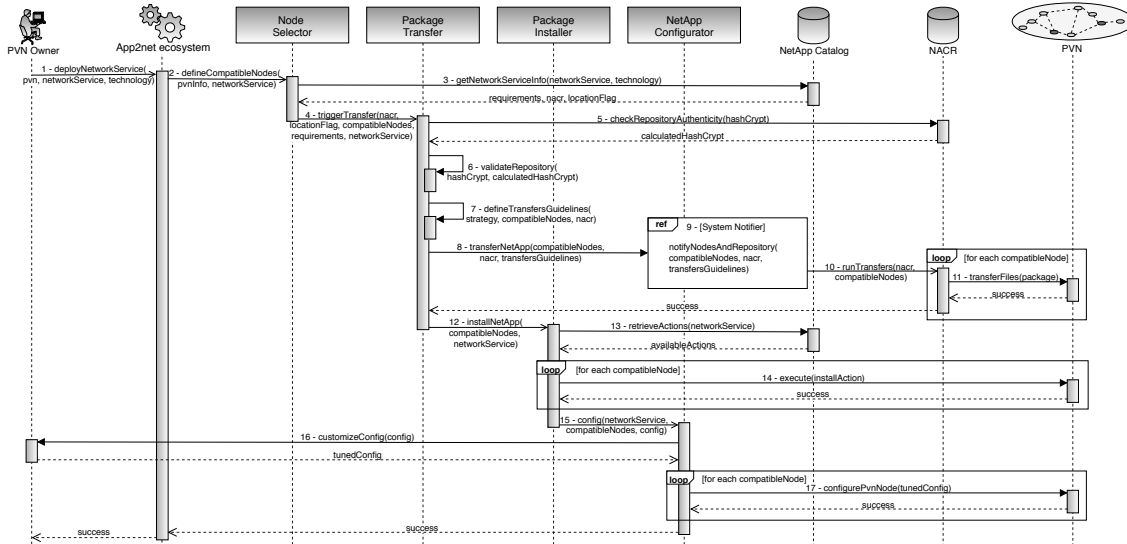 Node
Selector
Package
Transfer
Package
Installer
NetApp
Configurator
PVN Owner
App2net ecosystem
NetApp Catalog
NACR
PVN
1 - deployNetworkService(
pvn, networkService, technology)
2 - defineCompatibleNodes(
pvnInfo, networkService)
3 - getNetworkServiceInfo(networkService, technology)
requirements, nacr, locationFlag
4 - triggerTransfer(nacr,
locationFlag, compatibleNodes,
requirements, networkService)
5 - checkRepositoryAuthenticity(hashCrypt)
calculatedHashCrypt
6 - validateRepository(
hashCrypt, calculatedHashCrypt)
7 - defineTransfersGuidelines(
strategy, compatibleNodes, nacr)
8 - transferNetApp(compatibleNodes,
nacr, transfersGuidelines)
ref
9 - [System Notifier]
notifyNodesAndRepository(
compatibleNodes, nacr,
transfersGuidelines)
10 - runTransfers(nacr,
compatibleNodes)
loop
[for each compatibleNode]
11 - transferFiles(package)
success
success
12 - installNetApp(
compatibleNodes,
networkService)
13 - retrieveActions(networkService)
availableActions
loop
[for each compatibleNode]
14 - execute(installAction)
success
15 - config(networkService,
compatibleNodes, config)
16 - customizeConfig(config)
tunedConfig
loop
[for each compatibleNode]
17 - configurePvnNode(tunedConfig)
success
success
success